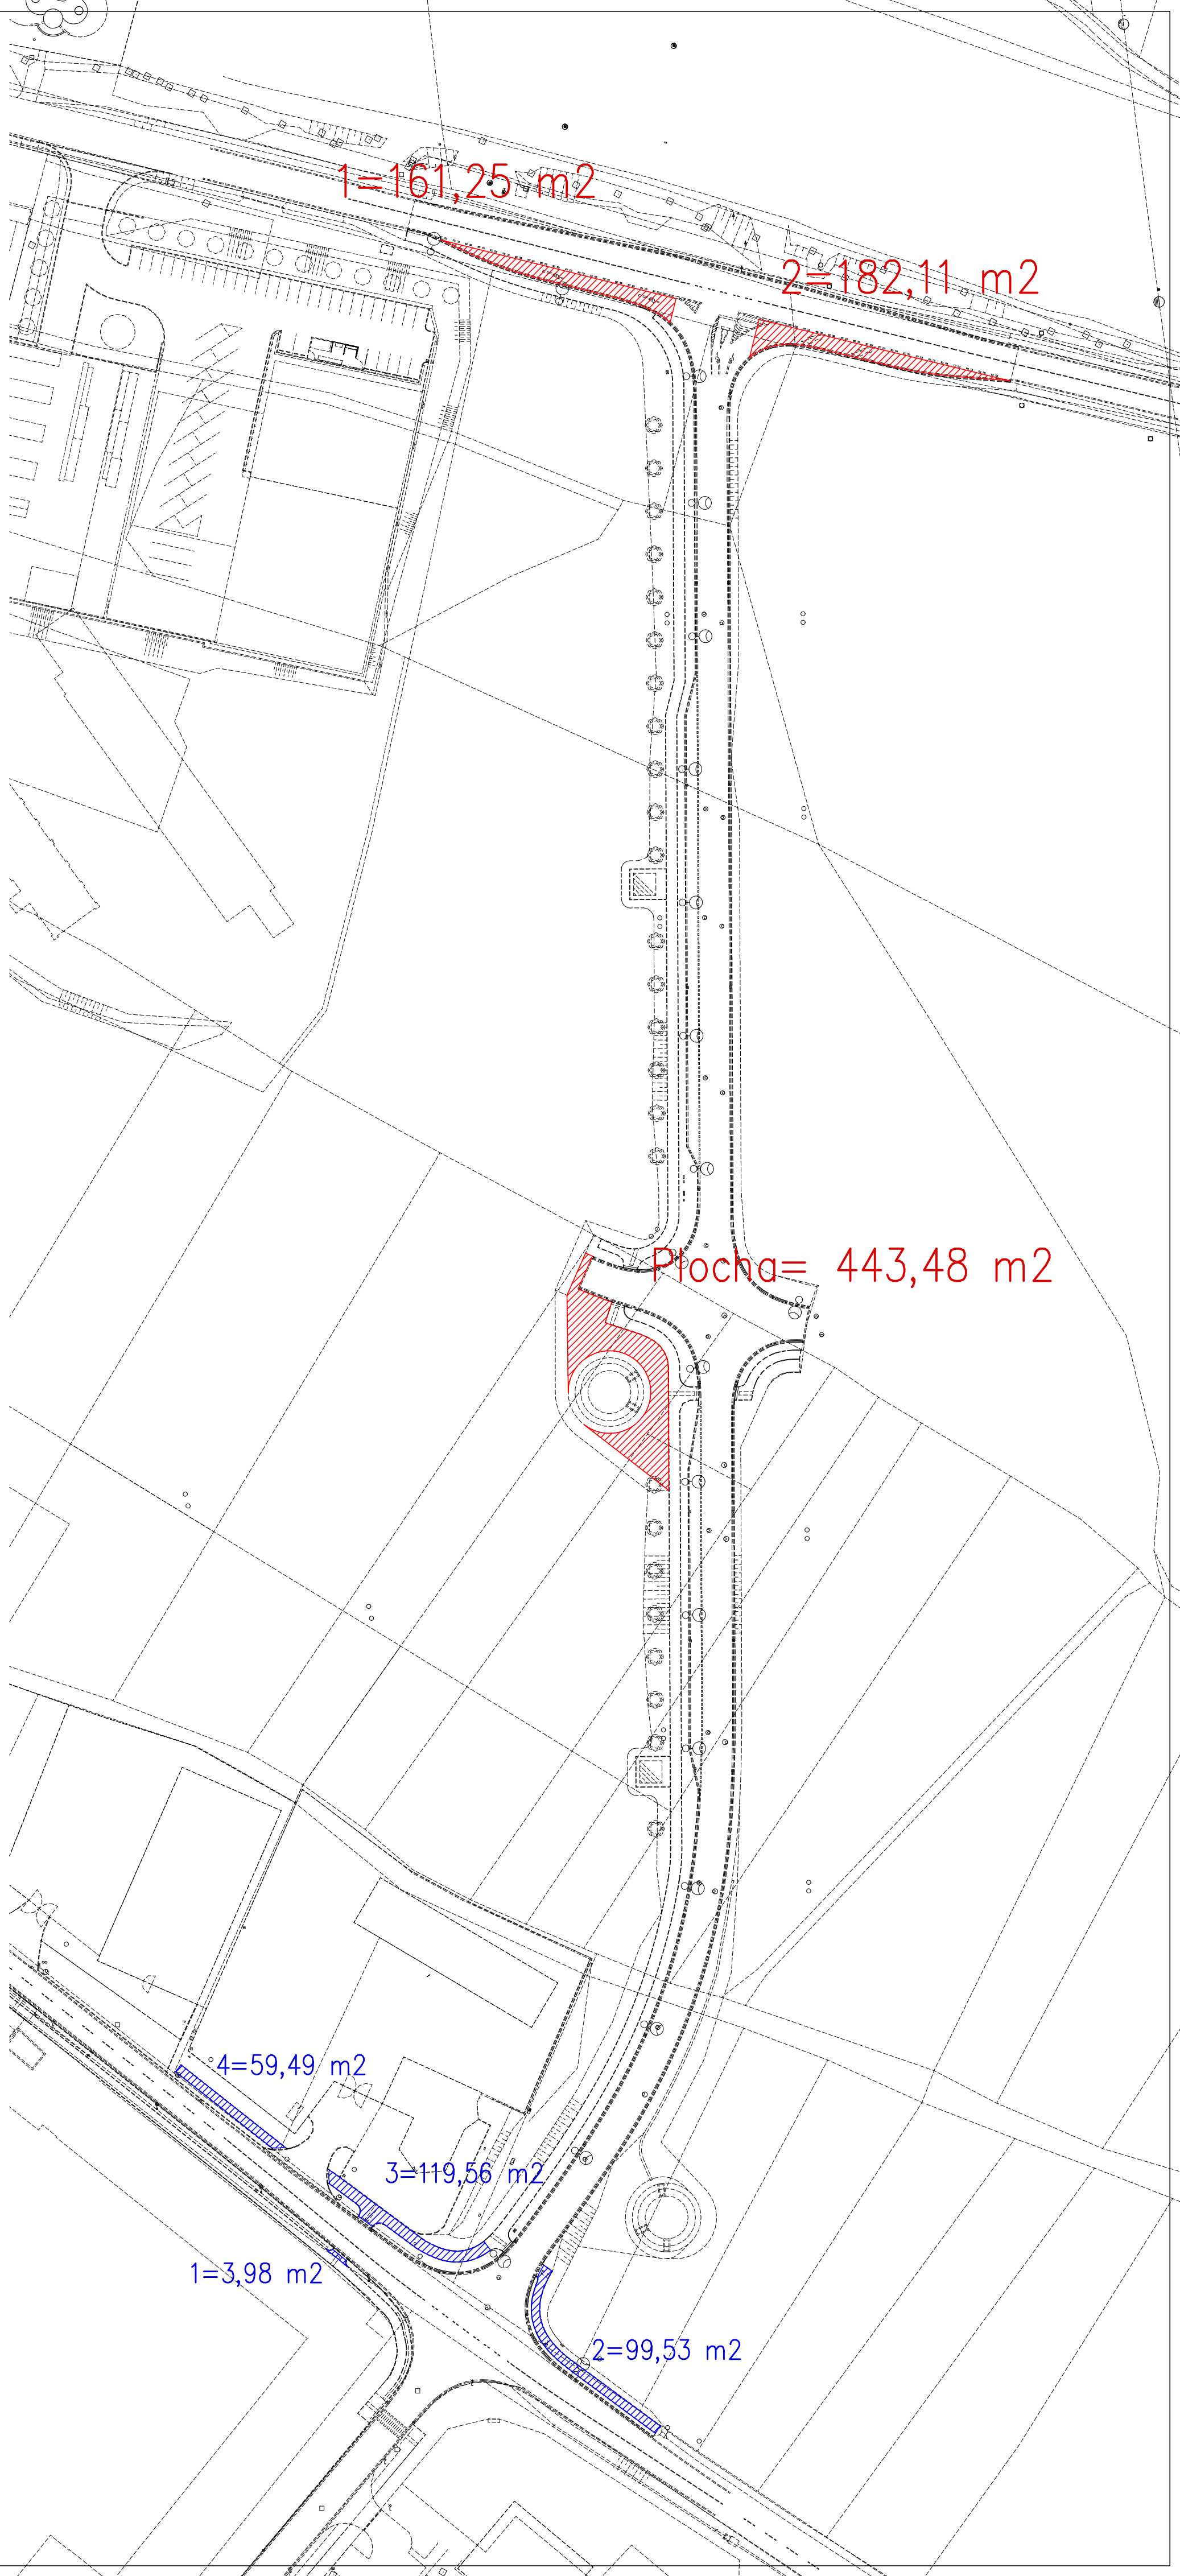 1=161,25 m2
2=182,11 m2
Plocha= 443,48 m2
4=59,49 m2
3=119,56 m2
1=3,98 m2
2=99,53 m2